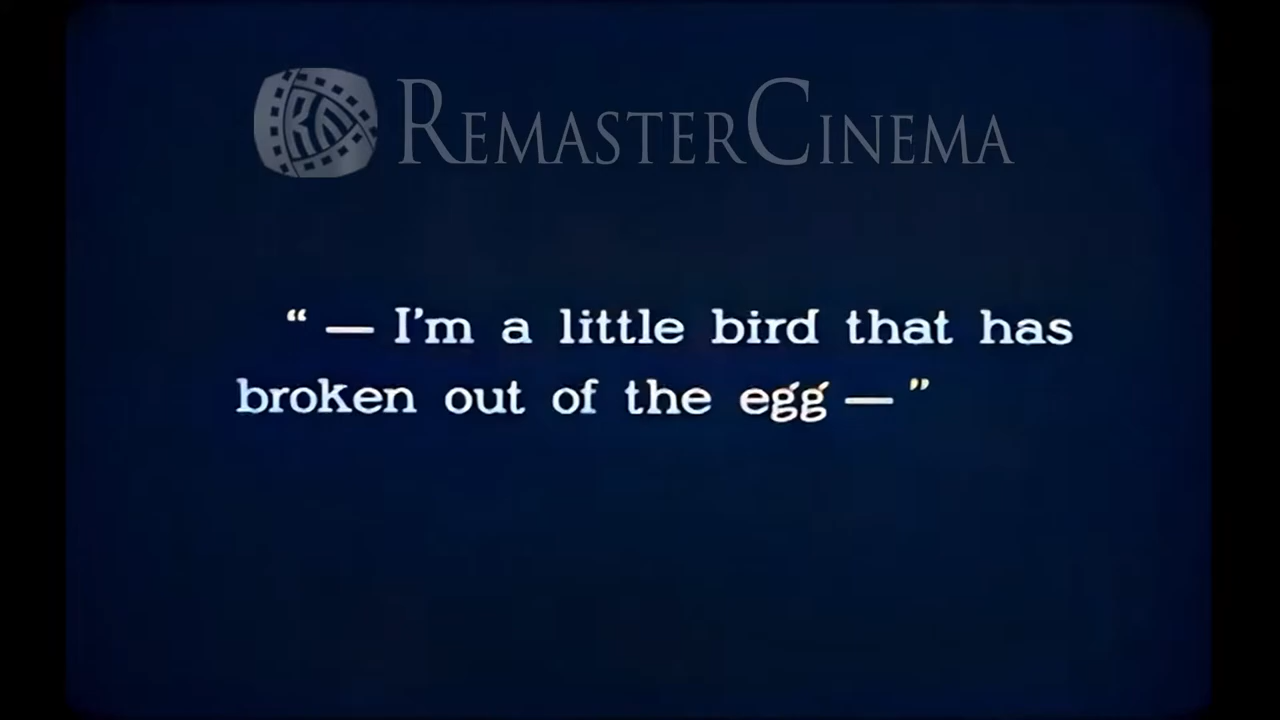 REMASTERCINEMA
“ — I’m a little bird that has
broken out of the egg — ”